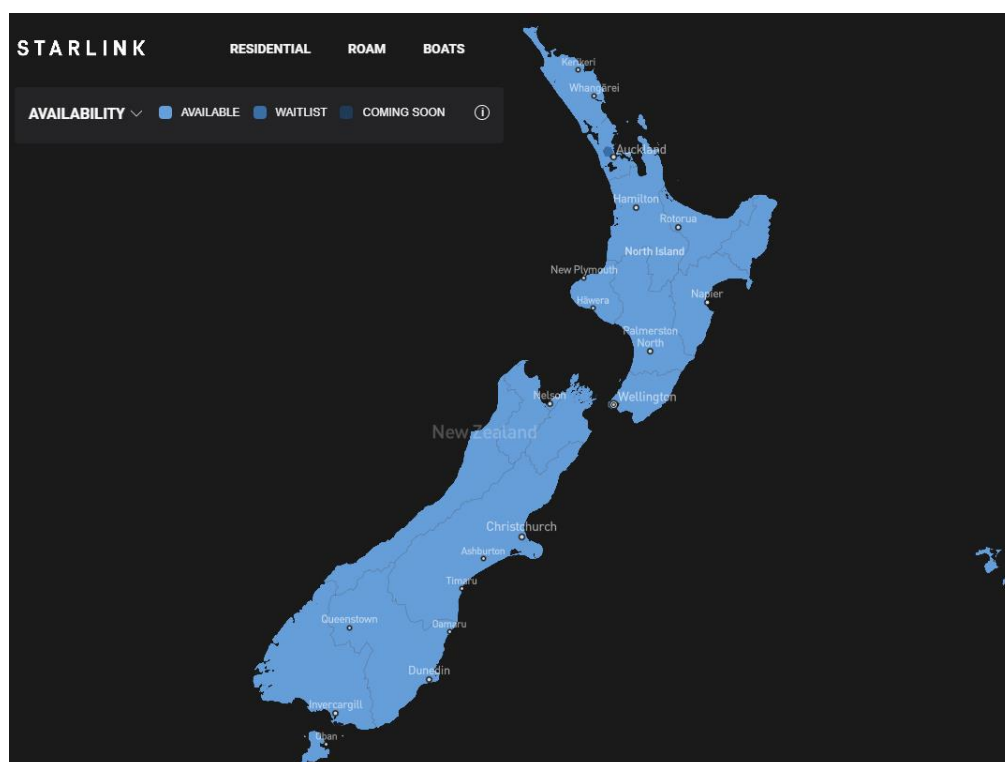 STARLINK RESIDENTIAL ROAM BOATS
AVAILABILITY AVAILABLE WAITLIST COMING SOON
Kerikeri
Whangārei
Auckland
Hamilton
Rotorua
North Island
New Plymouth
Napier
Hāwera
Palmerston
North
Nelson
Wellington
New Zealand
Christchurch
Ashburton
Timaru
Queenstown
Oamaru
Dunedin
Invercargill
Oban